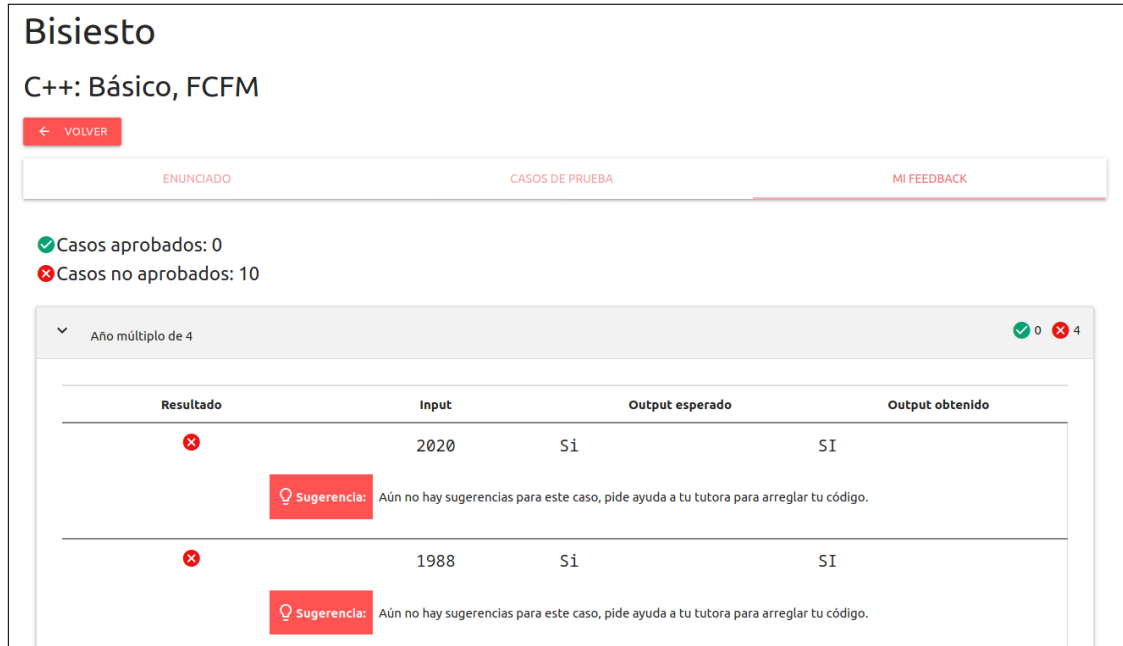 Bisiesto
C++: Básico, FCFM
VOLVER
ENUNCIADO CASOS DE PRUEBA MI FEEDBACK
Casos aprobados: 0
Casos no aprobados: 10
Año múltiplo de 4 0 4
Resultado Input Output esperado Output obtenido
2020 Si SI
Sugerencia: Aún no hay sugerencias para este caso, pide ayuda a tu tutora para arreglar tu código.
1988 Si SI
Sugerencia: Aún no hay sugerencias para este caso, pide ayuda a tu tutora para arreglar tu código.